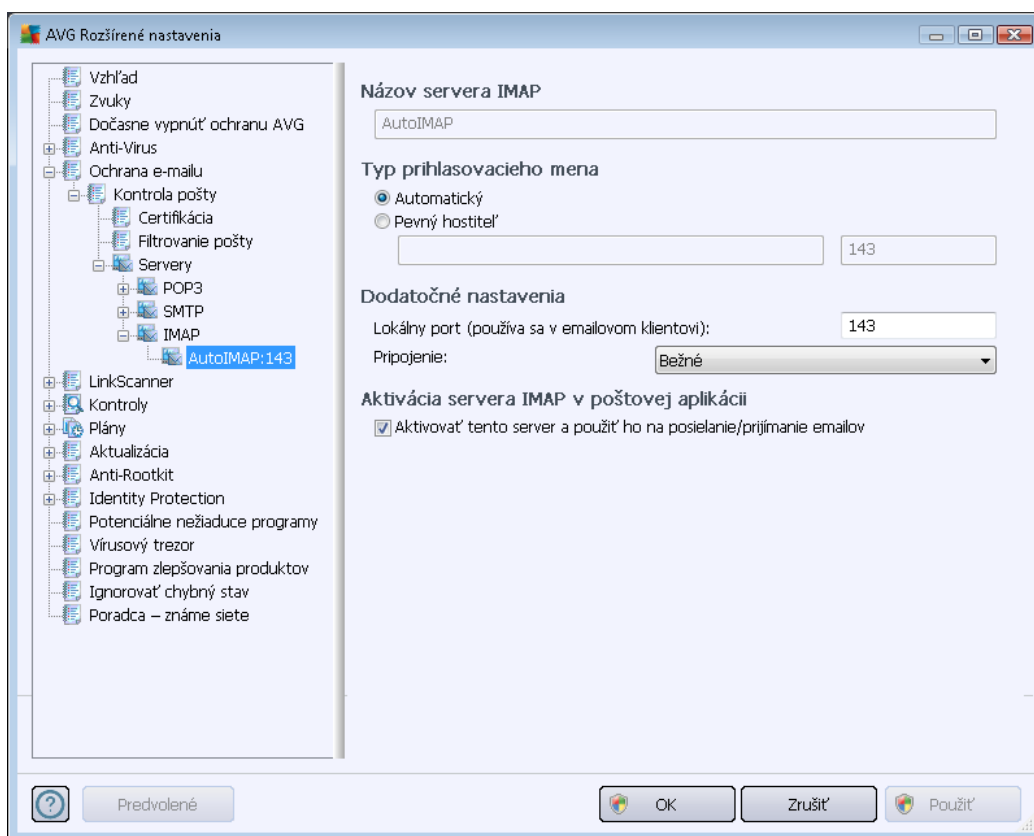 AVG Rozšírené nastavenia
Vzhľad
Zvuky
Dočasne vypnúť ochranu AVG
Anti-Virus
Ochrana e-mailu
Kontrola pošty
Certifikácia
Filtrovanie pošty
Servery
POP3
SMTP
IMAP
AutoIMAP:143
LinkScanner
Kontroly
Plány
Aktualizácia
Anti-Rootkit
Identity Protection
Potenciálne nežiaduce programy
Vírusový trezor
Program zlepšovania produktov
Ignorovať chybný stav
Poradca – známe siete
Názov servera IMAP
AutoIMAP
Typ prihlasovacieho mena
Automatický
Pevný hostiteľ
143
Dodatočné nastavenia
Lokálny port (používa sa v emailovom klientovi): 143
Pripojenie: Bežné
Aktivácia servera IMAP v poštovej aplikácii
Aktivovať tento server a použiť ho na posielanie/prijímanie emailov
? Predvolené OK Zrušiť Použiť